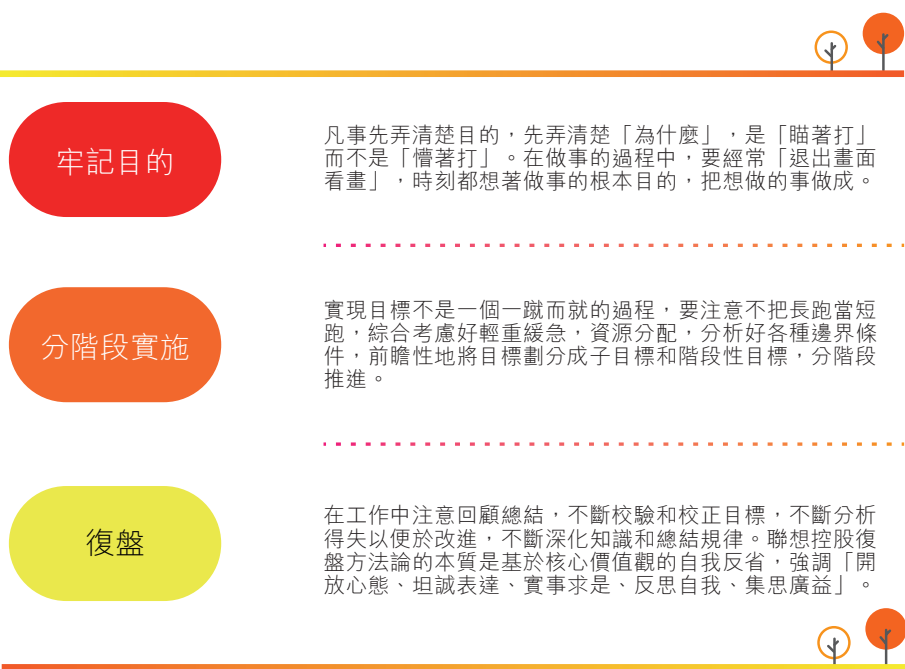 牢記目的
凡事先弄清楚目的，先弄清楚「為什麼」，是「瞄著打」
而不是「懵著打」。在做事的過程中，要經常「退出畫面
看畫」，時刻都想著做事的根本目的，把想做的事做成。
分階段實施
實現目標不是一個一蹴而就的過程，要注意不把長跑當短
跑，綜合考慮好輕重緩急，資源分配，分析好各種邊界條
件，前瞻性地將目標劃分成子目標和階段性目標，分階段
推進。
復盤
在工作中注意回顧總結，不斷校驗和校正目標，不斷分析
得失以便於改進，不斷深化知識和總結規律。聯想控股復
盤方法論的本質是基於核心價值觀的自我反省，強調「開
放心態、坦誠表達、實事求是、反思自我、集思廣益」。